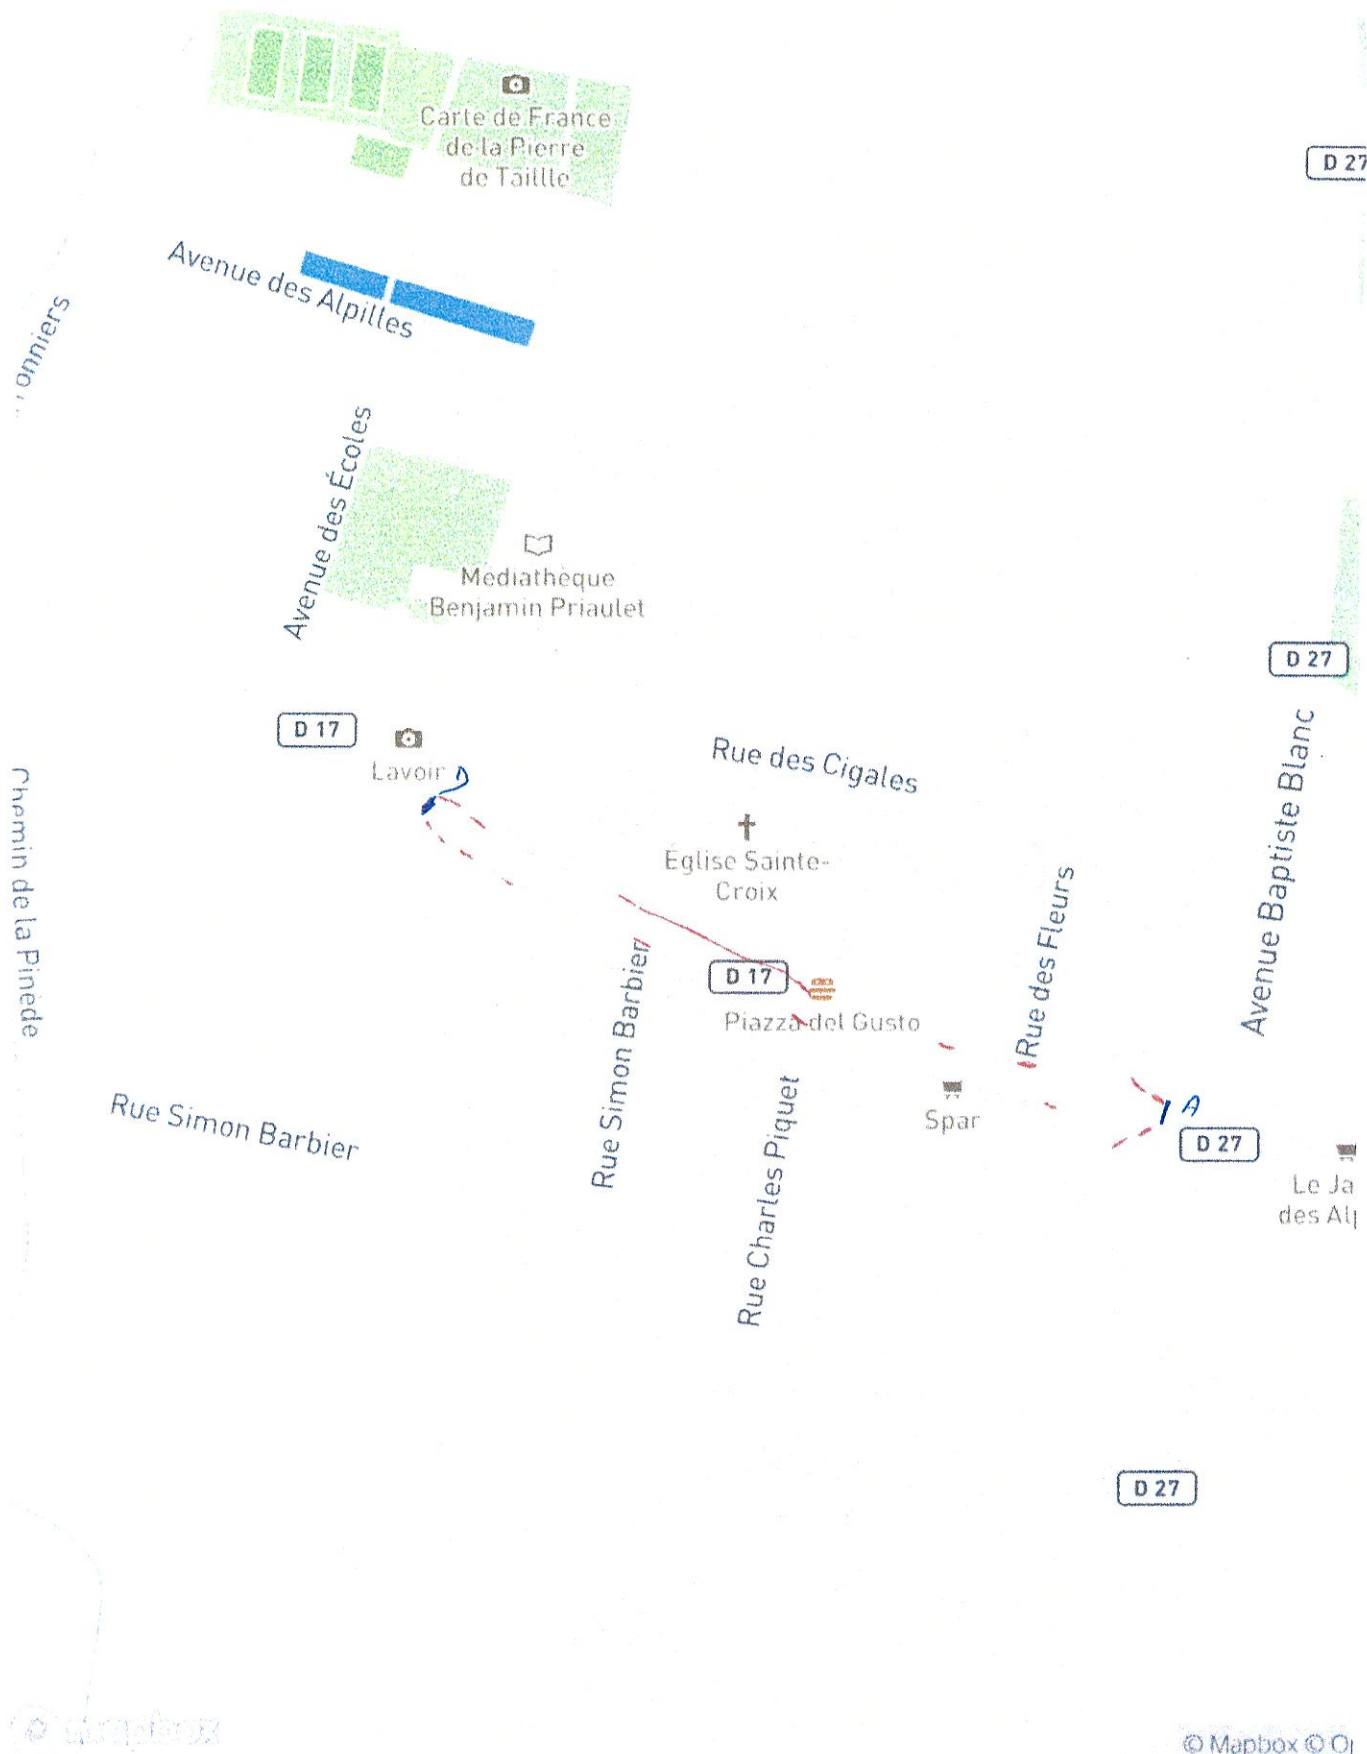 Carte de France
de la Pierre
de Taillle
D 27
Avenue des Alpilles
onniers
Avenue des Écoles
Médiathèque
Benjamin Priaulet
D 27
D 17
Lavoir D
Rue des Cigales
Avenue Baptiste Blanc
Chemin de la Pinède
Église Sainte-
Croix
Rue des Fleurs
Rue Simon Barbier
D 17
Piazza del Gusto
Rue Simon Barbier
Rue Charles Piquet
Spar
A
D 27
Le Ja
des Alp
D 27
mapbox
© Mapbox ©